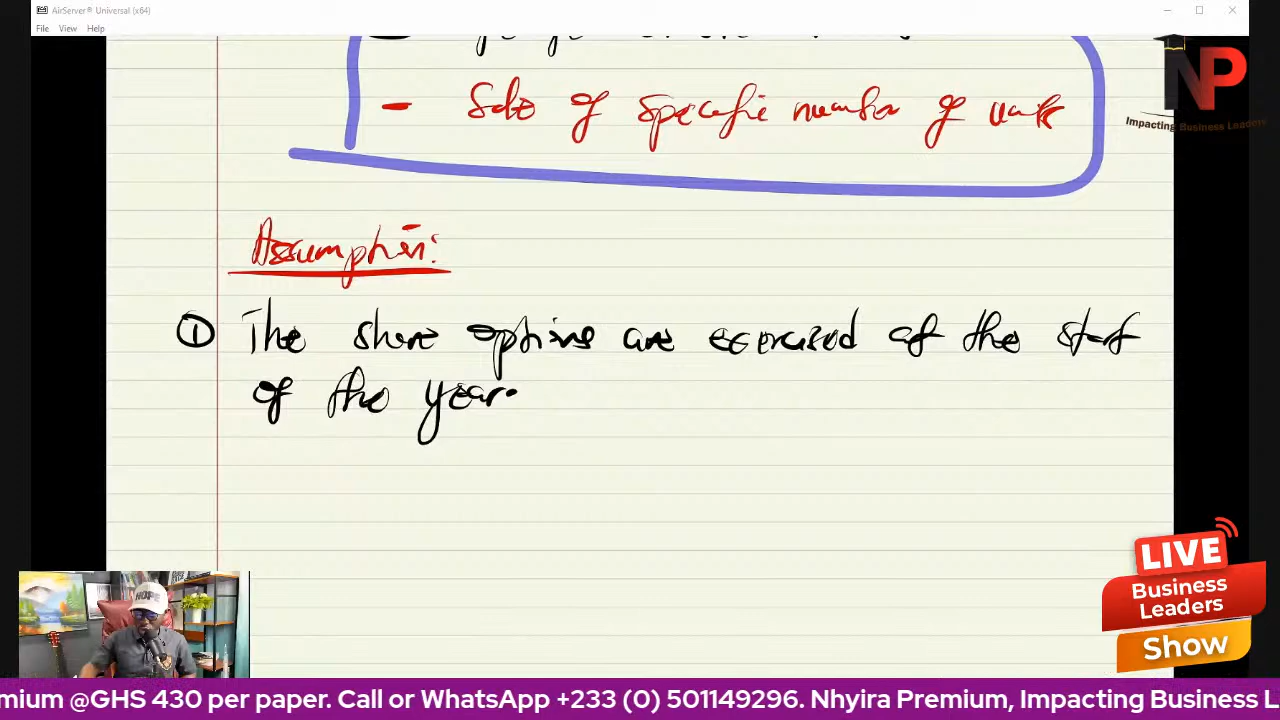 AirServer® Universal (x64)
File View Help
- Sale of specific number of units
NP
Impacting Business Leaders
Assumption:
① The share options are exercised at the start
of the year.
HOPE
LIVE
Business
Leaders
Show
mium @GHS 430 per paper. Call or WhatsApp +233 (0) 501149296. Nhyira Premium, Impacting Business L